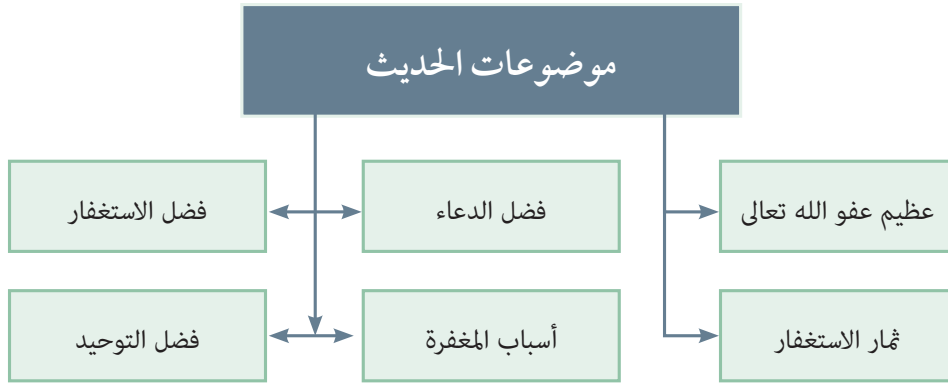 موضوعات الحديث
عظيم عفو الله تعالى
فضل الدعاء
فضل الاستغفار
ثمار الاستغفار
أسباب المغفرة
فضل التوحيد